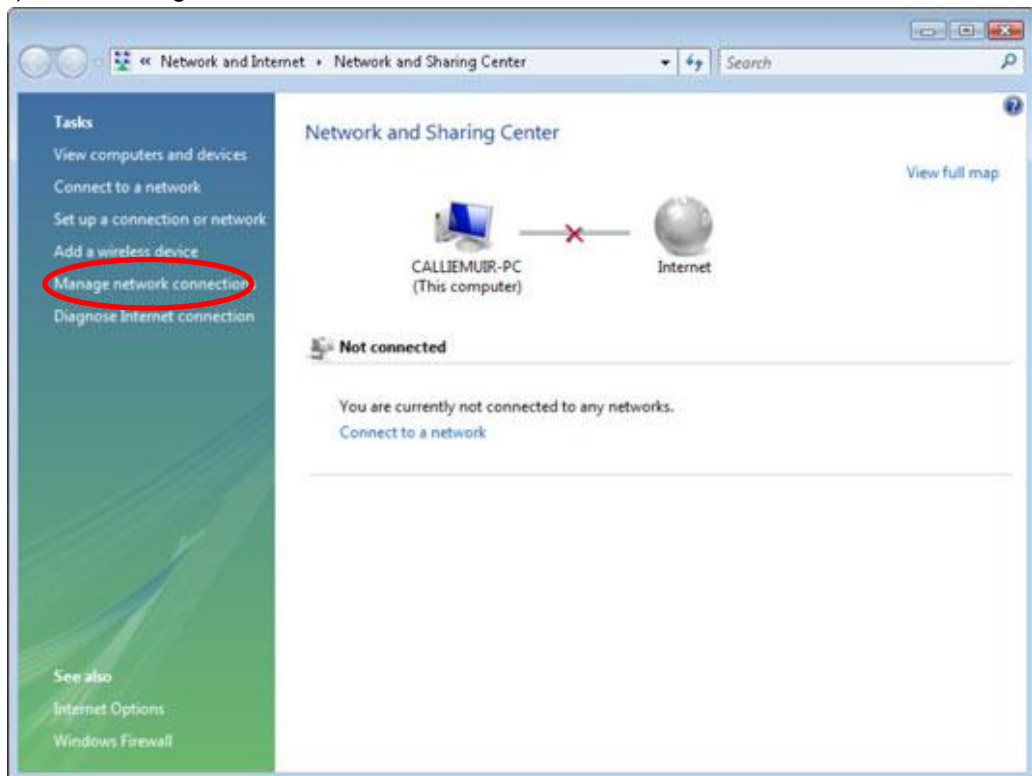 « Network and Internet ▸ Network and Sharing Center
Search
Tasks
View computers and devices
Connect to a network
Set up a connection or network
Add a wireless device
Manage network connections
Diagnose Internet connection
See also
Internet Options
Windows Firewall
Network and Sharing Center
View full map
CALLIEMUIR-PC
(This computer)
Internet
Not connected
You are currently not connected to any networks.
Connect to a network